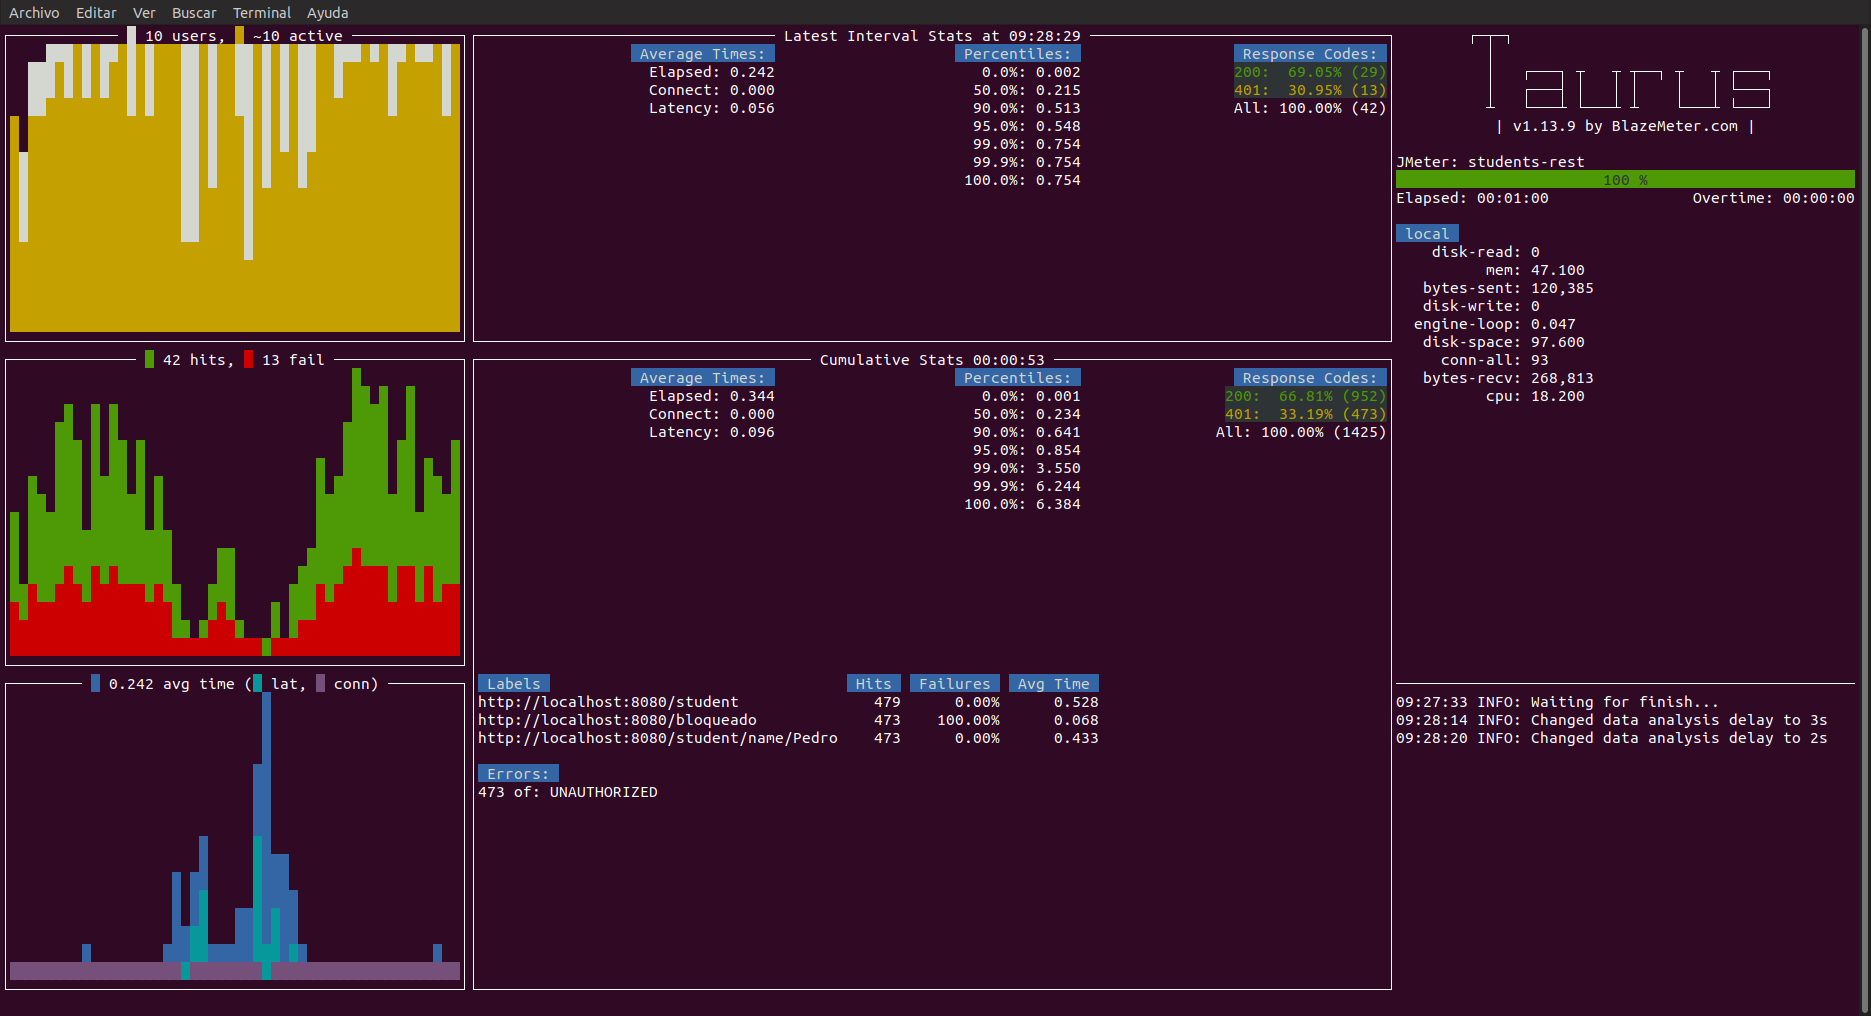 Archivo Editar Ver Buscar Terminal Ayuda
10 users, ~10 active
42 hits, 13 fail
0.242 avg time ( lat, conn)
Latest Interval Stats at 09:28:29
Average Times:
Elapsed: 0.242
Connect: 0.000
Latency: 0.056
Percentiles:
0.0%: 0.002
50.0%: 0.215
90.0%: 0.513
95.0%: 0.548
99.0%: 0.754
99.9%: 0.754
100.0%: 0.754
Response Codes:
200: 69.05% (29)
401: 30.95% (13)
All: 100.00% (42)
Cumulative Stats 00:00:53
Average Times:
Elapsed: 0.344
Connect: 0.000
Latency: 0.096
Percentiles:
0.0%: 0.001
50.0%: 0.234
90.0%: 0.641
95.0%: 0.854
99.0%: 3.550
99.9%: 6.244
100.0%: 6.384
Response Codes:
200: 66.81% (952)
401: 33.19% (473)
All: 100.00% (1425)
Labels Hits Failures Avg Time
http://localhost:8080/student 479 0.00% 0.528
http://localhost:8080/bloqueado 473 100.00% 0.068
http://localhost:8080/student/name/Pedro 473 0.00% 0.433
Errors:
473 of: UNAUTHORIZED
Taurus
| v1.13.9 by BlazeMeter.com |
JMeter: students-rest
100 %
Elapsed: 00:01:00 Overtime: 00:00:00
local
disk-read: 0
mem: 47.100
bytes-sent: 120,385
disk-write: 0
engine-loop: 0.047
disk-space: 97.600
conn-all: 93
bytes-recv: 268,813
cpu: 18.200
09:27:33 INFO: Waiting for finish...
09:28:14 INFO: Changed data analysis delay to 3s
09:28:20 INFO: Changed data analysis delay to 2s